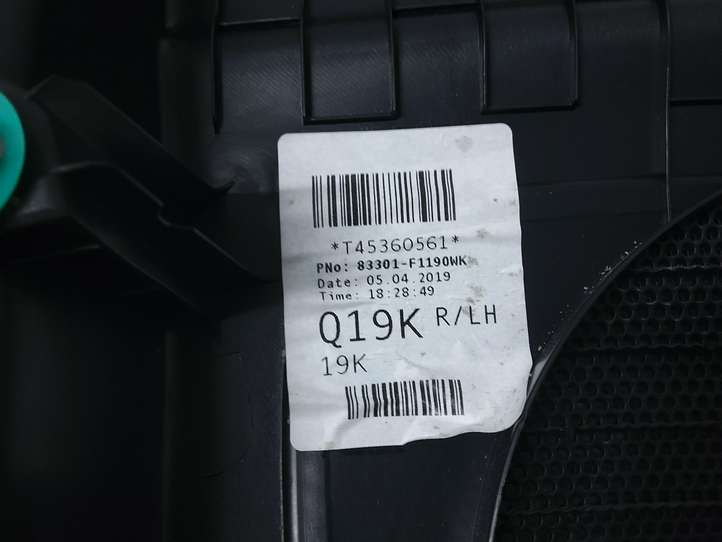 *T45360561*
PNo: 83301-F1190WK
Date: 05.04.2019
Time: 18:28:49
Q19K R/LH
19K